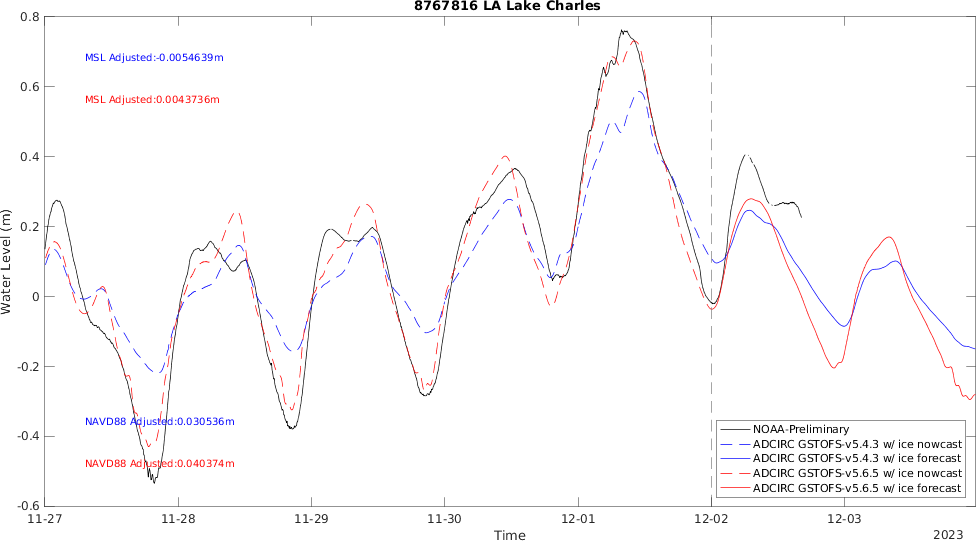 8767816 LA Lake Charles
0.8
0.6
0.4
0.2
0
-0.2
-0.4
-0.6
Water Level (m)
MSL Adjusted:-0.0054639m
MSL Adjusted:0.0043736m
NAVD88 Adjusted:0.030536m
NAVD88 Adjusted:0.040374m
NOAA-Preliminary
ADCIRC GSTOFS-v5.4.3 w/ ice nowcast
ADCIRC GSTOFS-v5.4.3 w/ ice forecast
ADCIRC GSTOFS-v5.6.5 w/ ice nowcast
ADCIRC GSTOFS-v5.6.5 w/ ice forecast
11-27 11-28 11-29 11-30 12-01 12-02 12-03
Time
2023